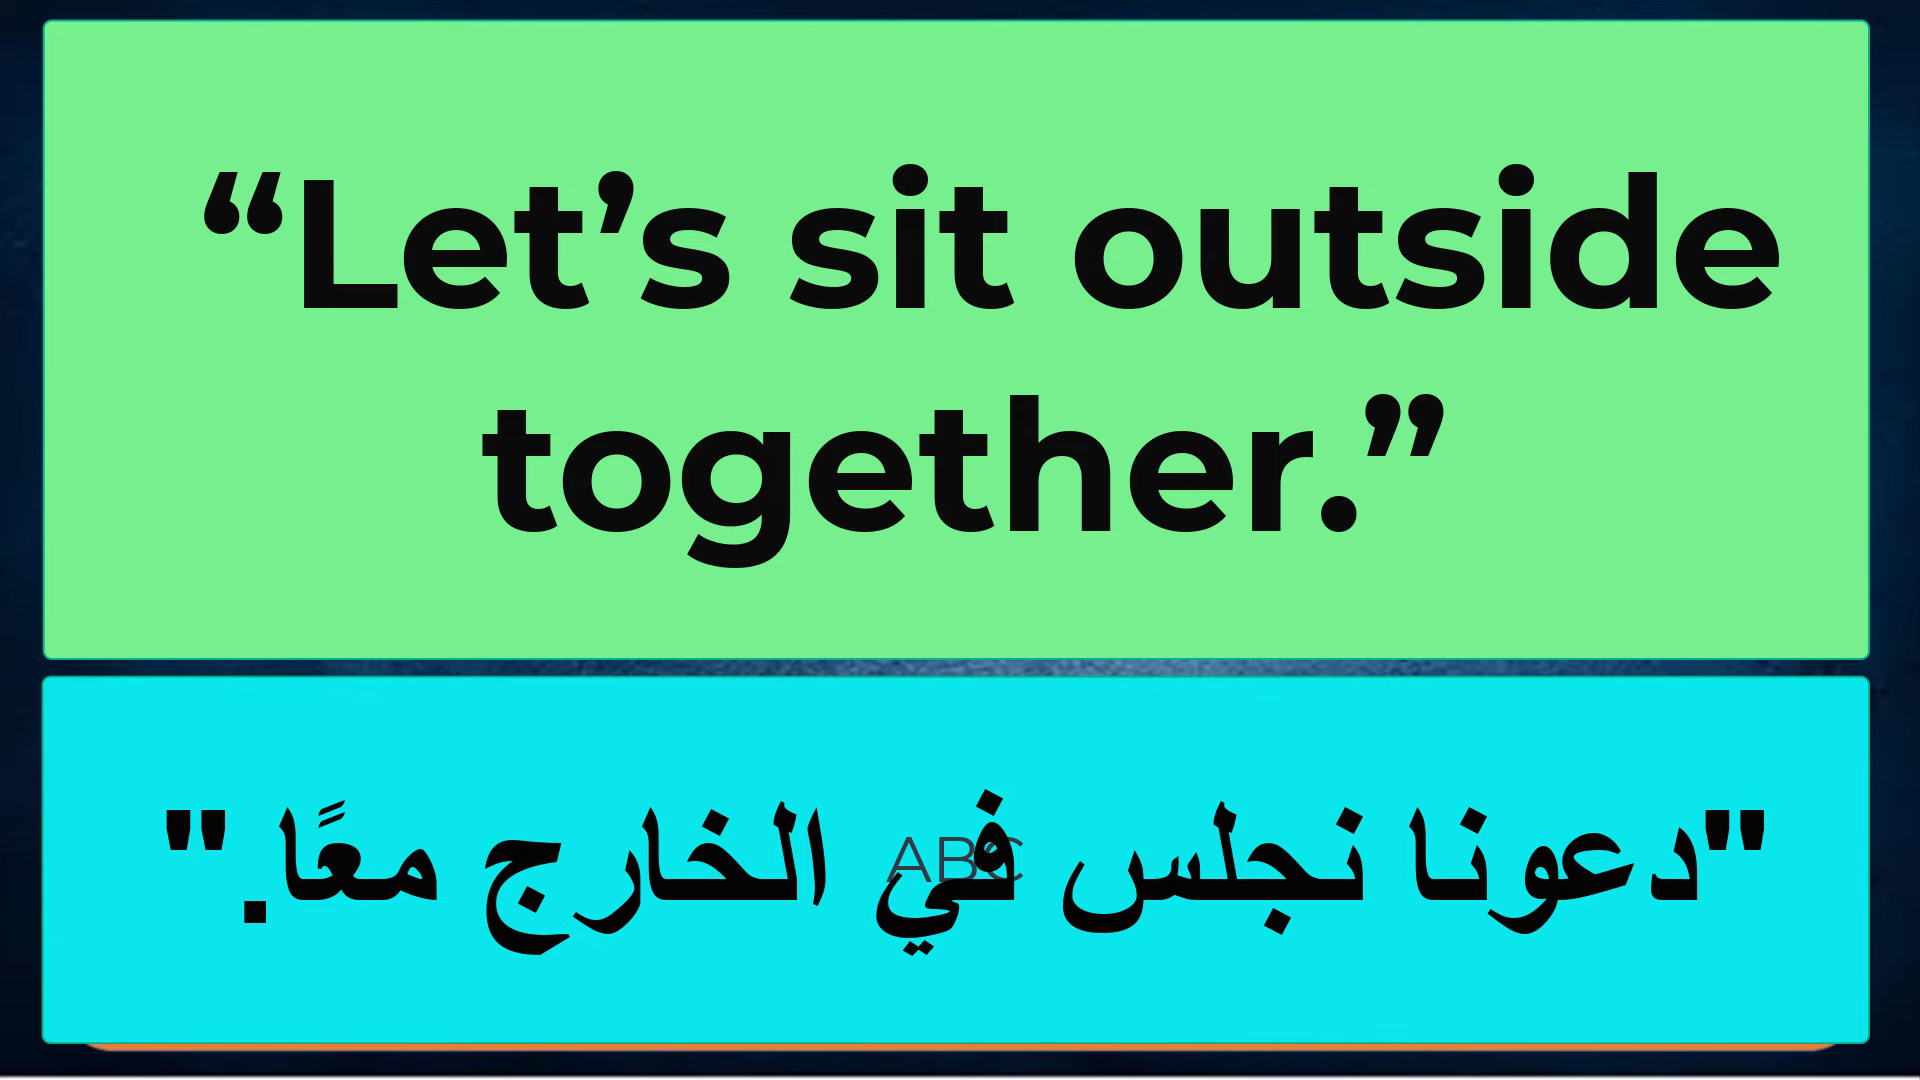 “Let’s sit outside
together.”
"دعونا نجلس في الخارج معًا."
ABC